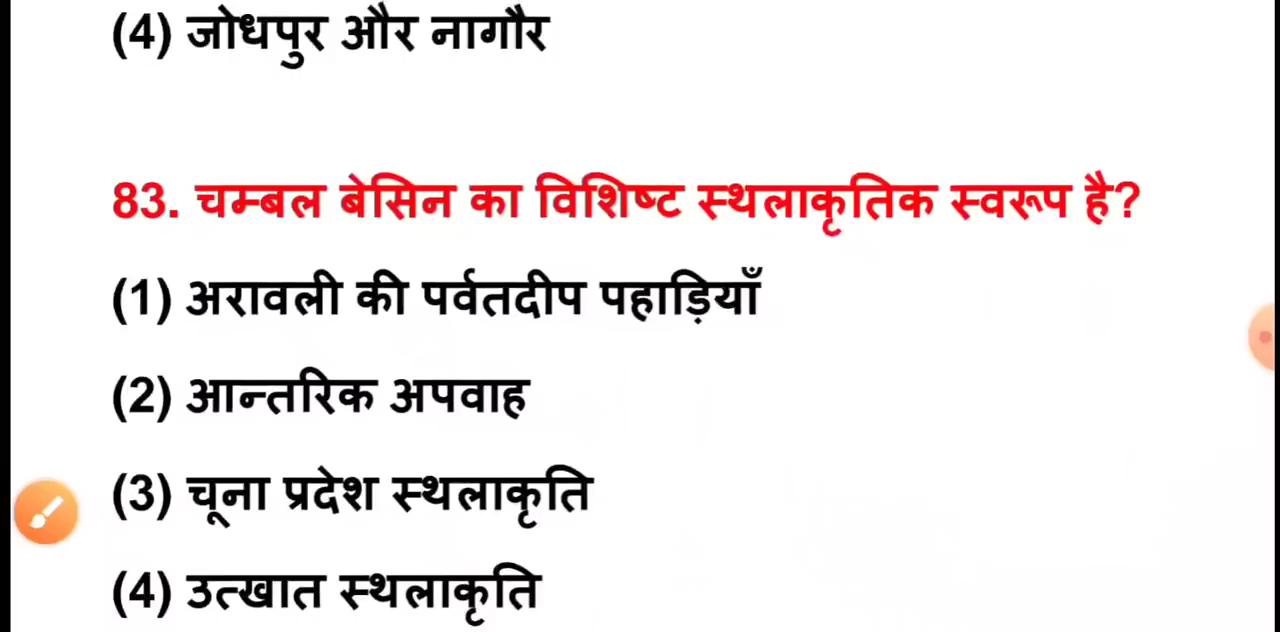 (4) जोधपुर और नागौर
83. चम्बल बेसिन का विशिष्ट स्थलाकृतिक स्वरूप है?
(1) अरावली की पर्वतदीप पहाड़ियाँ
(2) आन्तरिक अपवाह
(3) चूना प्रदेश स्थलाकृति
(4) उत्खात स्थलाकृति